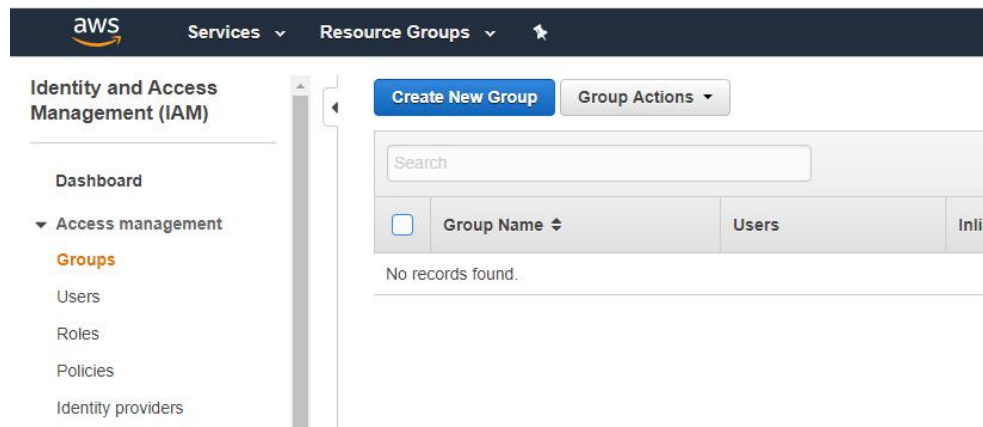 aws
Services
Resource Groups
Identity and Access
Management (IAM)
Dashboard
Access management
Groups
Users
Roles
Policies
Identity providers
Create New Group
Group Actions
Search
Group Name
Users
Inli
No records found.